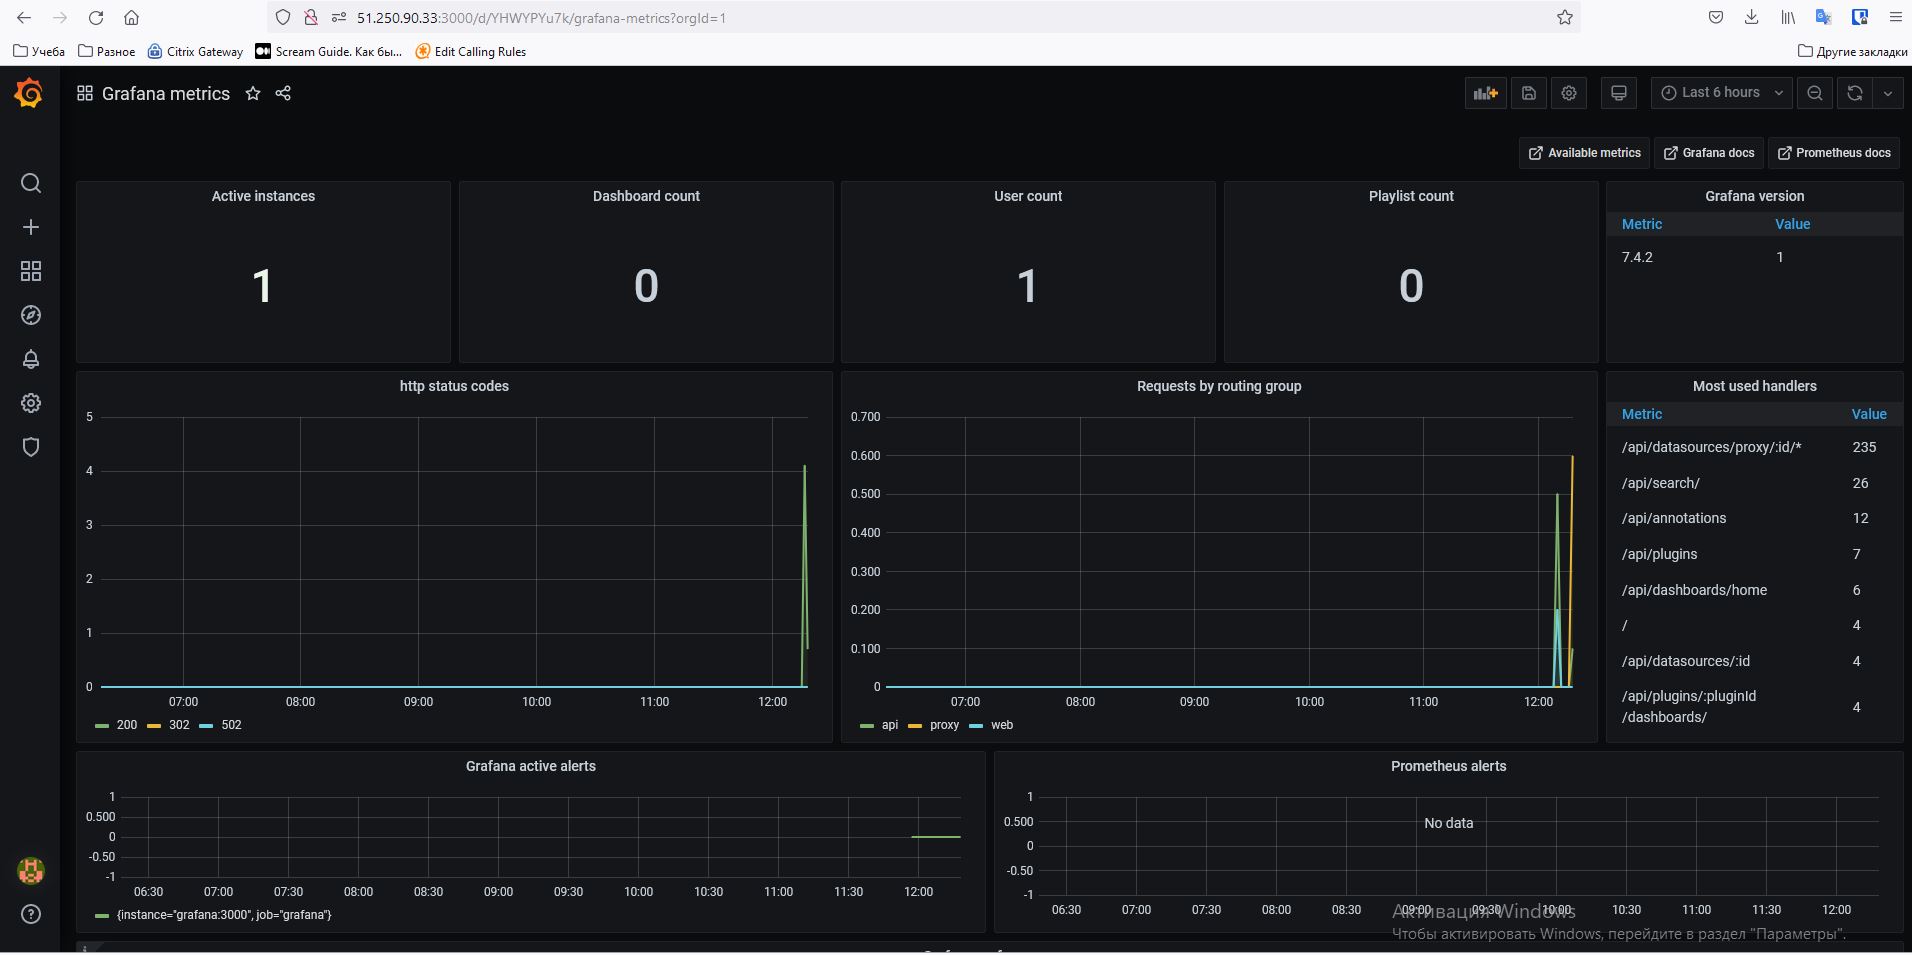 51.250.90.33:3000/d/YHWYPYu7k/grafana-metrics?orgId=1
Учеба Разное Citrix Gateway Scream Guide. Как бы... Edit Calling Rules Другие закладки
Grafana metrics Last 6 hours
Available metrics Grafana docs Prometheus docs
Active instances
1
Dashboard count
0
User count
1
Playlist count
0
Grafana version
Metric Value
7.4.2 1
http status codes
5
4
3
2
1
0
07:00 08:00 09:00 10:00 11:00 12:00
200 302 502
Requests by routing group
0.700
0.600
0.500
0.400
0.300
0.200
0.100
0
07:00 08:00 09:00 10:00 11:00 12:00
api proxy web
Most used handlers
Metric Value
/api/datasources/proxy/:id/* 235
/api/search/ 26
/api/annotations 12
/api/plugins 7
/api/dashboards/home 6
/ 4
/api/datasources/:id 4
/api/plugins/:pluginId
/dashboards/ 4
Grafana active alerts
1
0.500
0
-0.50
-1
06:30 07:00 07:30 08:00 08:30 09:00 09:30 10:00 10:30 11:00 11:30 12:00
{instance="grafana:3000", job="grafana"}
Prometheus alerts
1
0.500
0
-0.50
-1
No data
06:30 07:00 07:30 08:00 08:30 09:00 09:30 10:00 10:30 11:00 11:30 12:00
Активация Windows
Чтобы активировать Windows, перейдите в раздел "Параметры".